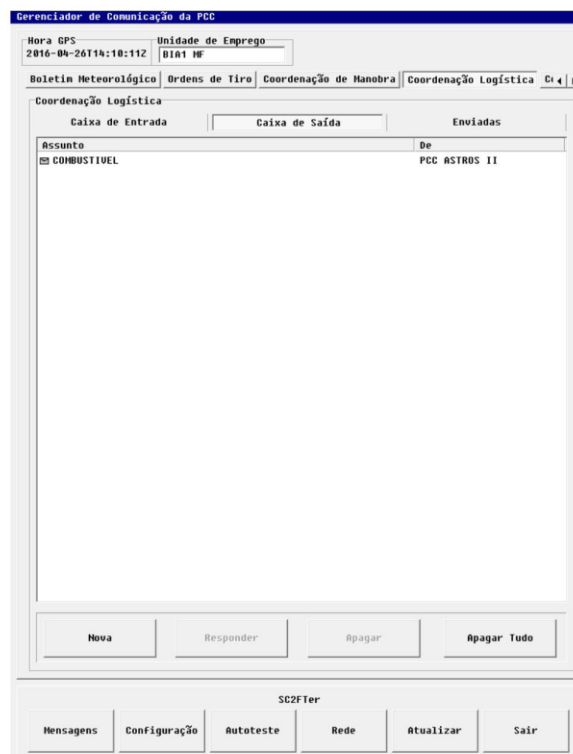 Gerenciador de Comunicação da PCC
Hora GPS Unidade de Emprego
2016-04-26T14:10:11Z BIA1 MF
Boletim Meteorológico Ordens de Tiro Coordenação de Manobra Coordenação Logística
Coordenação Logística
Caixa de Entrada Caixa de Saída Enviadas
Assunto De
COMBUSTIVEL PCC ASTROS II
Nova Responder Apagar Apagar Tudo
SC2FTer
Mensagens Configuração Autoteste Rede Atualizar Sair